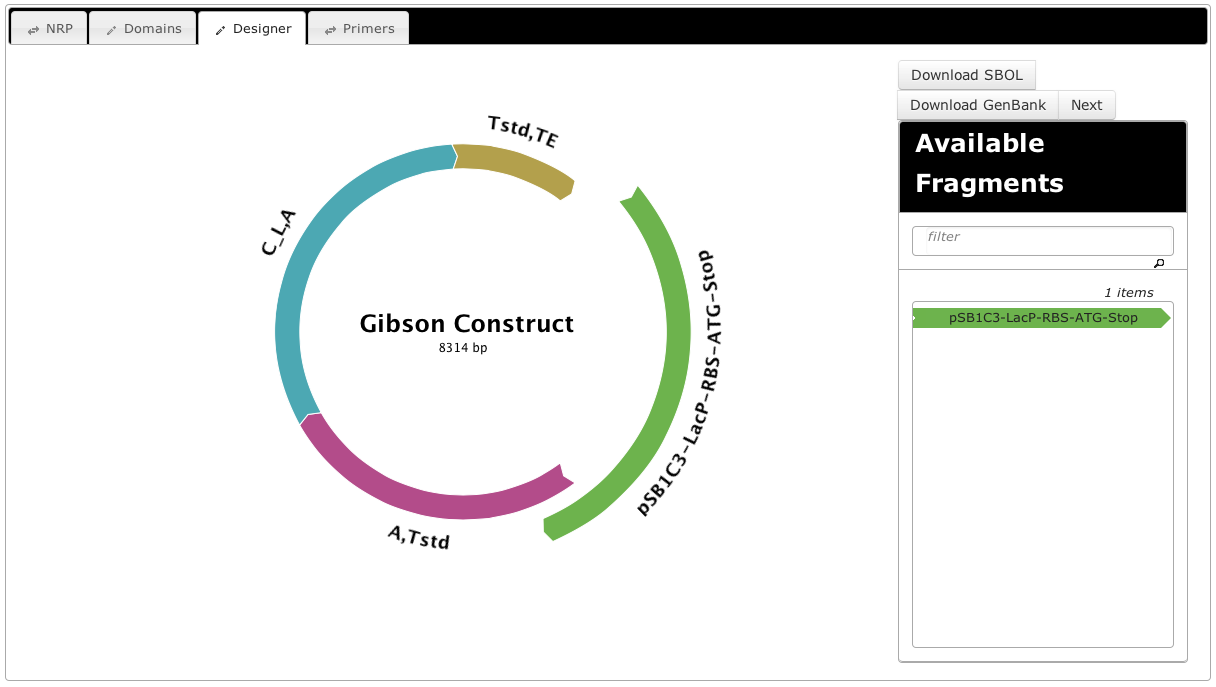 NRP
Domains
Designer
Primers
Download SBOL
Download GenBank
Next
Available
Fragments
filter
1 items
pSB1C3-LacP-RBS-ATG-Stop
Tstd,TE
C_L,A
pSB1C3-LacP-RBS-ATG-Stop
Gibson Construct
8314 bp
A,Tstd